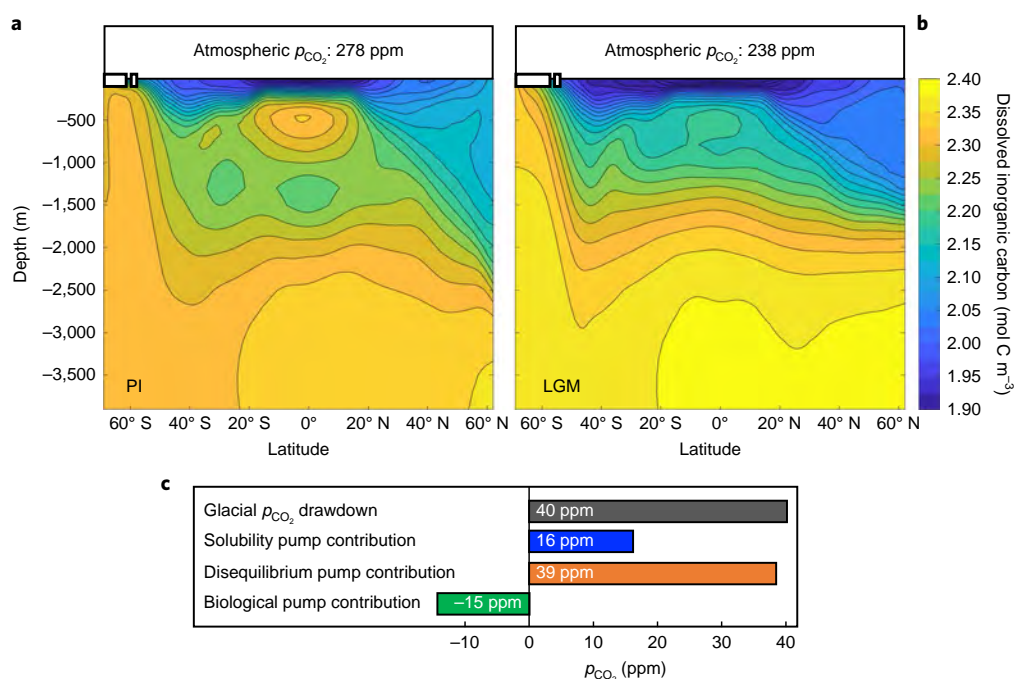 a
Atmospheric pCO2: 278 ppm
Atmospheric pCO2: 238 ppm
b
–500
–1,000
–1,500
–2,000
–2,500
–3,000
–3,500
Depth (m)
PI
LGM
60° S 40° S 20° S 0° 20° N 40° N 60° N
60° S 40° S 20° S 0° 20° N 40° N 60° N
Latitude
Latitude
2.40
2.35
2.30
2.25
2.20
2.15
2.10
2.05
2.00
1.95
1.90
Dissolved inorganic carbon (mol C m–3)
c
Glacial pCO2 drawdown
40 ppm
Solubility pump contribution
16 ppm
Disequilibrium pump contribution
39 ppm
Biological pump contribution
–15 ppm
–10 0 10 20 30 40
pCO2 (ppm)